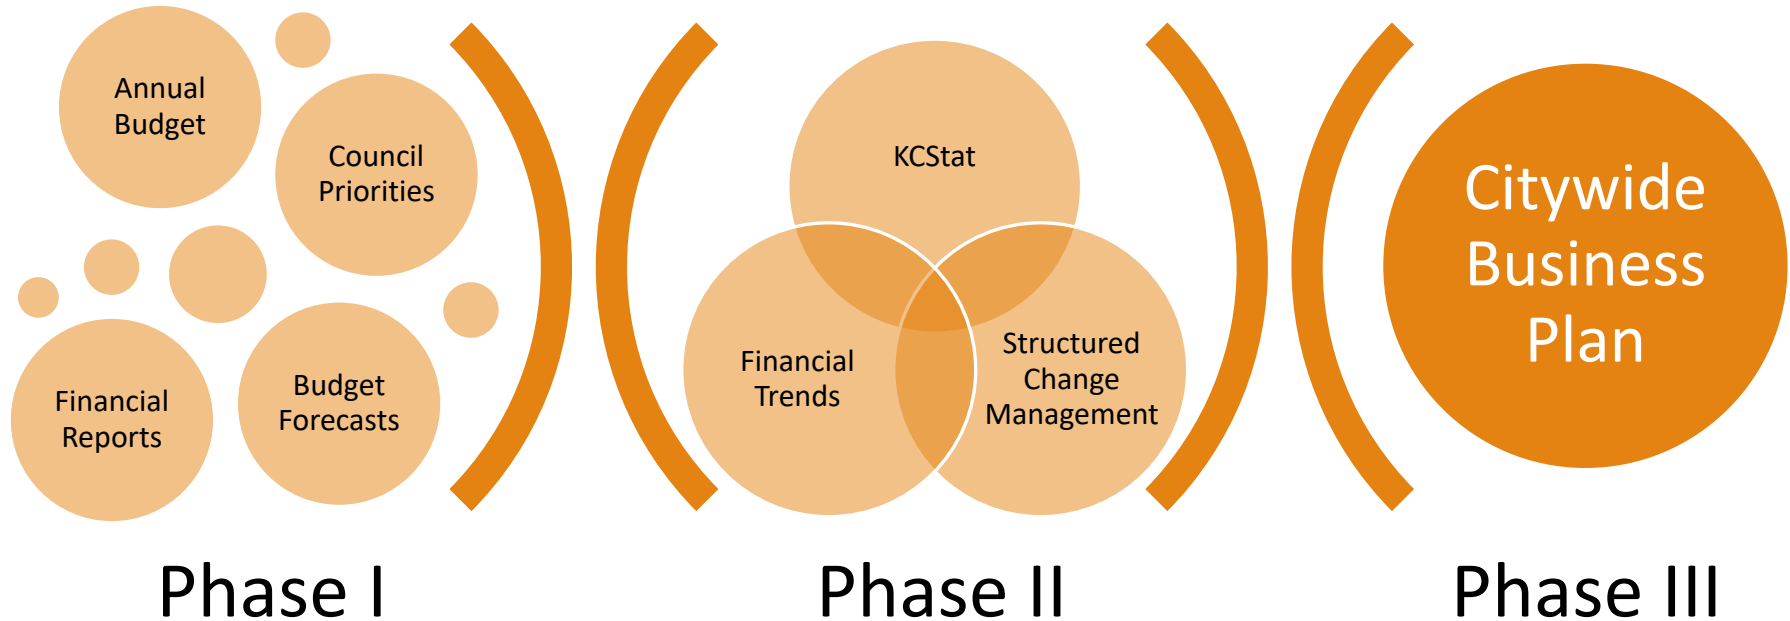 Annual
Budget
Council
Priorities
Financial
Reports
Budget
Forecasts
KCStat
Financial
Trends
Structured
Change
Management
Citywide
Business
Plan
Phase I
Phase II
Phase III